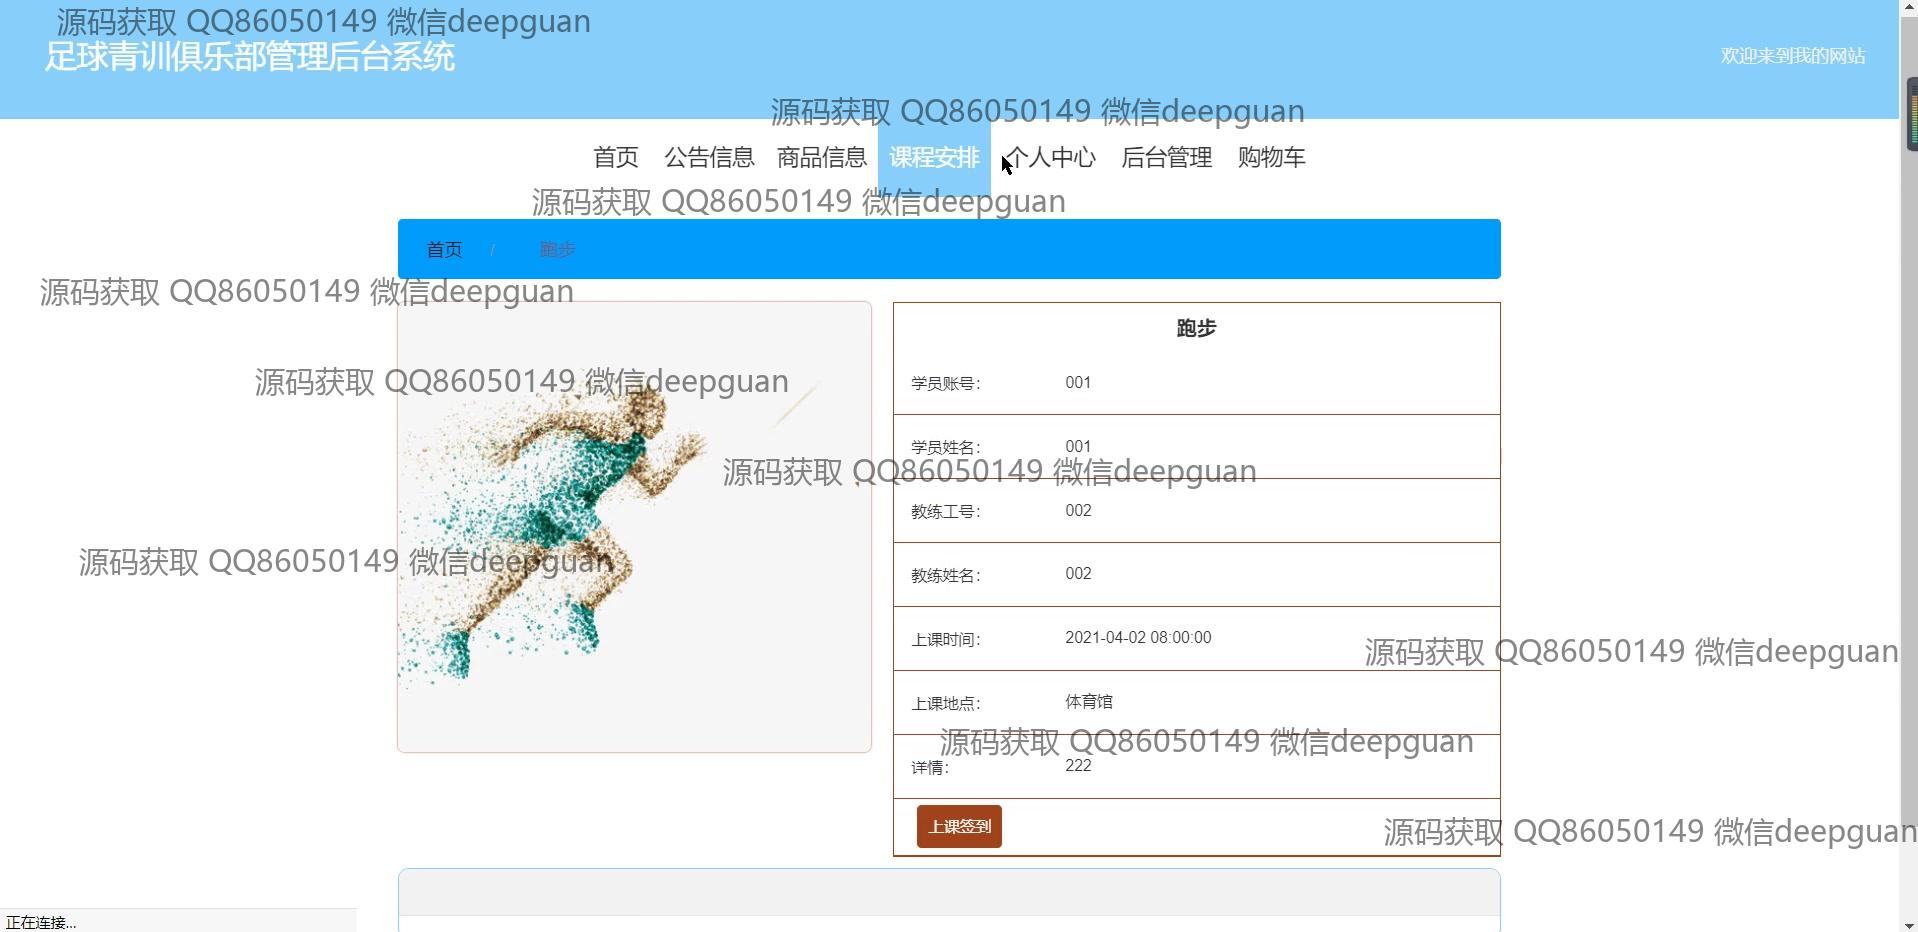 源码获取 QQ86050149 微信deepguan
足球青训俱乐部管理后台系统
欢迎来到我的网站
源码获取 QQ86050149 微信deepguan
首页 公告信息 商品信息 课程安排 个人中心 后台管理 购物车
源码获取 QQ86050149 微信deepguan
首页 / 跑步
源码获取 QQ86050149 微信deepguan
跑步
源码获取 QQ86050149 微信deepguan
学员账号： 001
学员姓名： 001
源码获取 QQ86050149 微信deepguan
教练工号： 002
源码获取 QQ86050149 微信deepguan
教练姓名： 002
上课时间： 2021-04-02 08:00:00
源码获取 QQ86050149 微信deepguan
上课地点： 体育馆
源码获取 QQ86050149 微信deepguan
详情： 222
上课签到
源码获取 QQ86050149 微信deepguan
正在连接...